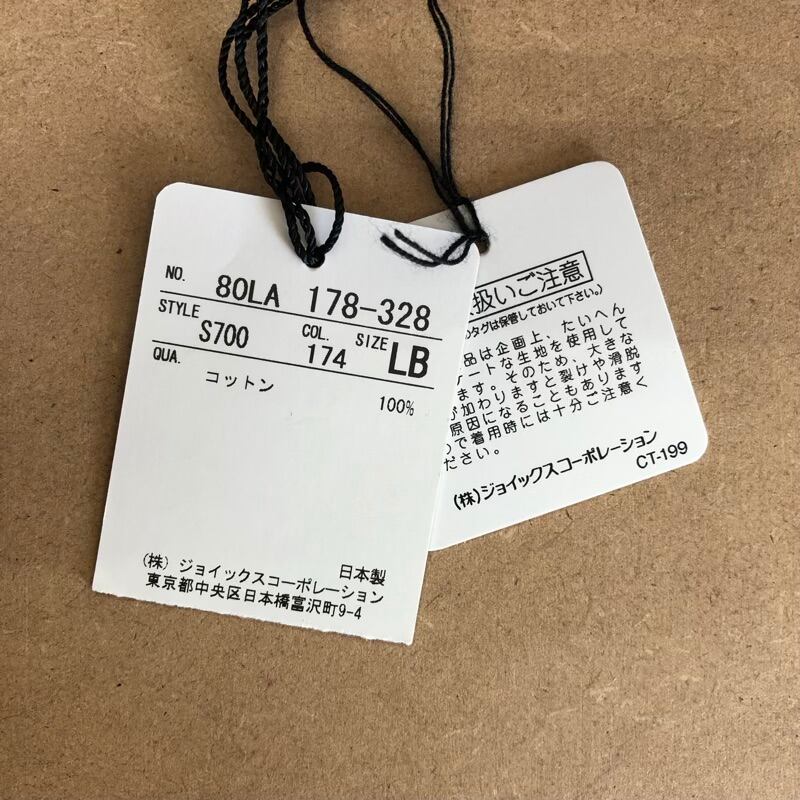 NO. 80LA 178-328
STYLE S700 COL. 174 SIZE LB
QUA. コットン 100%
日本製
(株) ジョイックスコーポレーション
東京都中央区日本橋富沢町9-4
扱いご注意
のタグは保管しておいて下さい。)
品は企画上、たいへん
ケートな生地を使用して
ます。そのため、大きな
が加わりますと裂けや滑脱
原因になることもあります
で着用時には十分ご注意く
ださい。
(株)ジョイックスコーポレーション
CT-199